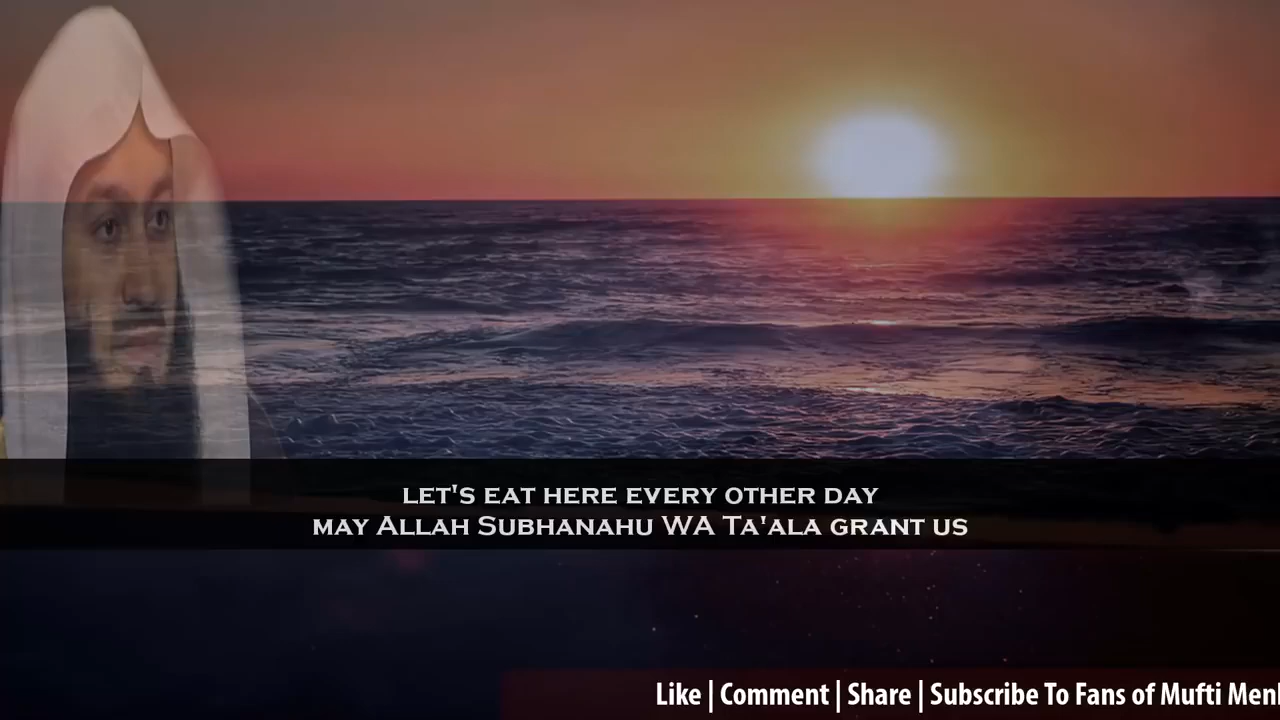 LET'S EAT HERE EVERY OTHER DAY
MAY ALLAH SUBHANAHU WA TA'ALA GRANT US
Like | Comment | Share | Subscribe To Fans of Mufti Men